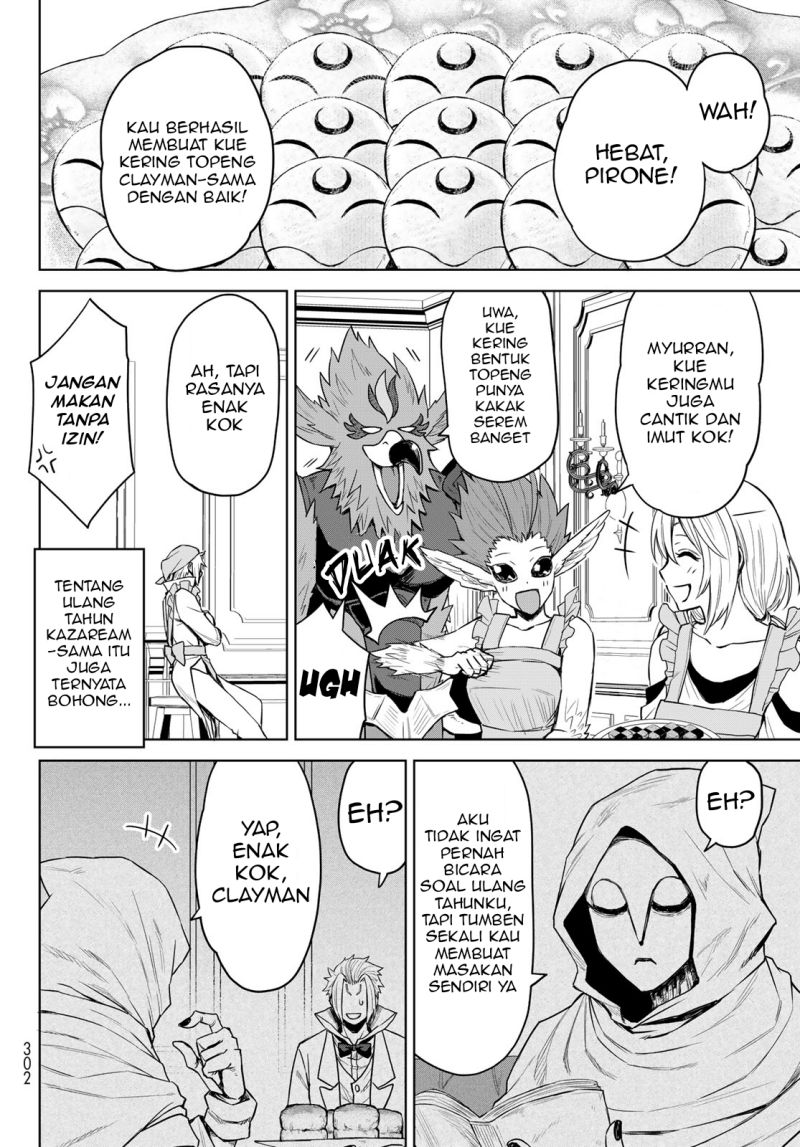 WAH!
HEBAT,
PIRONE!
KAU BERHASIL
MEMBUAT KUE
KERING TOPENG
CLAYMAN-SAMA
DENGAN BAIK!
MYURRAN,
KUE
KERINGMU
JUGA
CANTIK DAN
IMUT KOK!
UWA,
KUE
KERING
BENTUK
TOPENG
PUNYA
KAKAK
SEREM
BANGET
DUAK
UGH
AH, TAPI
RASANYA
ENAK
KOK
JANGAN
MAKAN
TANPA
IZIN!
TENTANG
ULANG
TAHUN
KAZAREAM
-SAMA ITU
JUGA
TERNYATA
BOHONG...
EH?
AKU
TIDAK INGAT
PERNAH
BICARA
SOAL ULANG
TAHUNKU,
TAPI TUMBEN
SEKALI KAU
MEMBUAT
MASAKAN
SENDIRI YA
EH?
YAP,
ENAK
KOK,
CLAYMAN
302